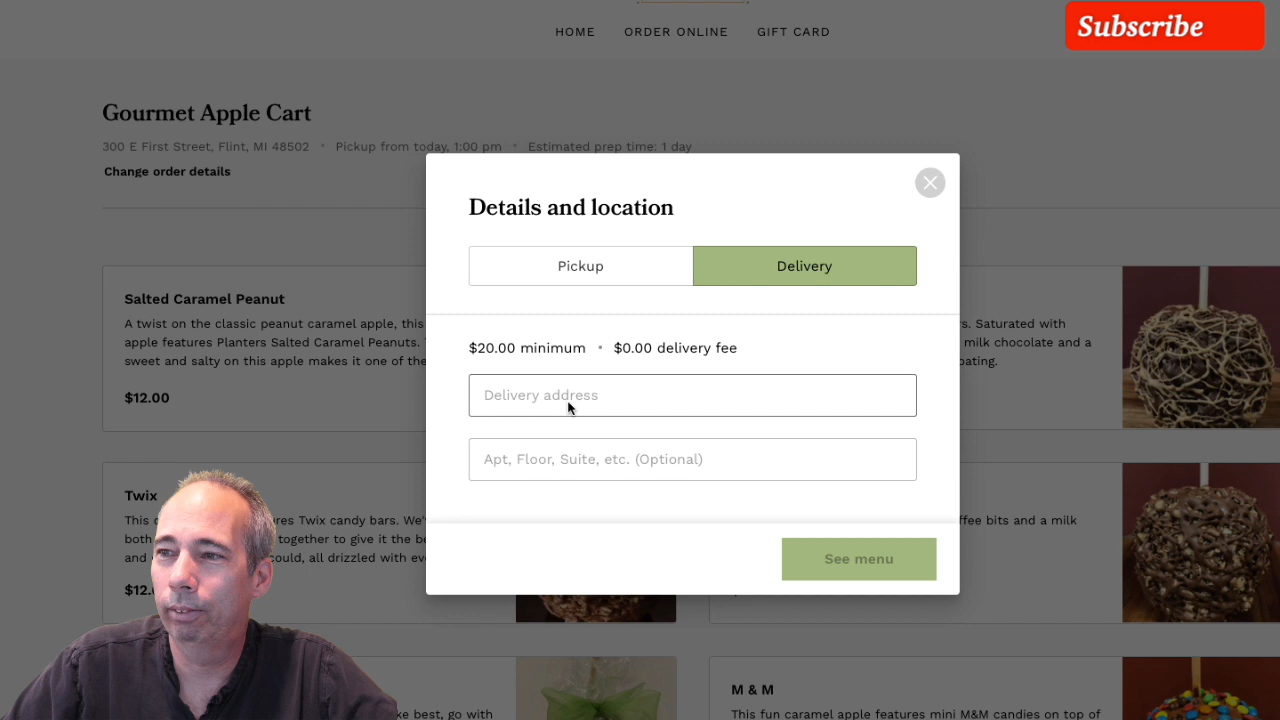 Subscribe
HOME ORDER ONLINE GIFT CARD
Gourmet Apple Cart
300 E First Street, Flint, MI 48502 • Pickup from today, 1:00 pm • Estimated prep time: 1 day
Change order details
Details and location
Pickup Delivery
$20.00 minimum • $0.00 delivery fee
Delivery address
Apt, Floor, Suite, etc. (Optional)
See menu
Salted Caramel Peanut
A twist on the classic peanut caramel apple, this
apple features Planters Salted Caramel Peanuts.
sweet and salty on this apple makes it one of the
$12.00
Saturated with
milk chocolate and a
Twix
This res Twix candy bars. We'
both together to give it the be
and could, all drizzled with
$12.
bits and a milk
ke best, go with
M & M
This fun caramel apple features mini M&M candies on top of